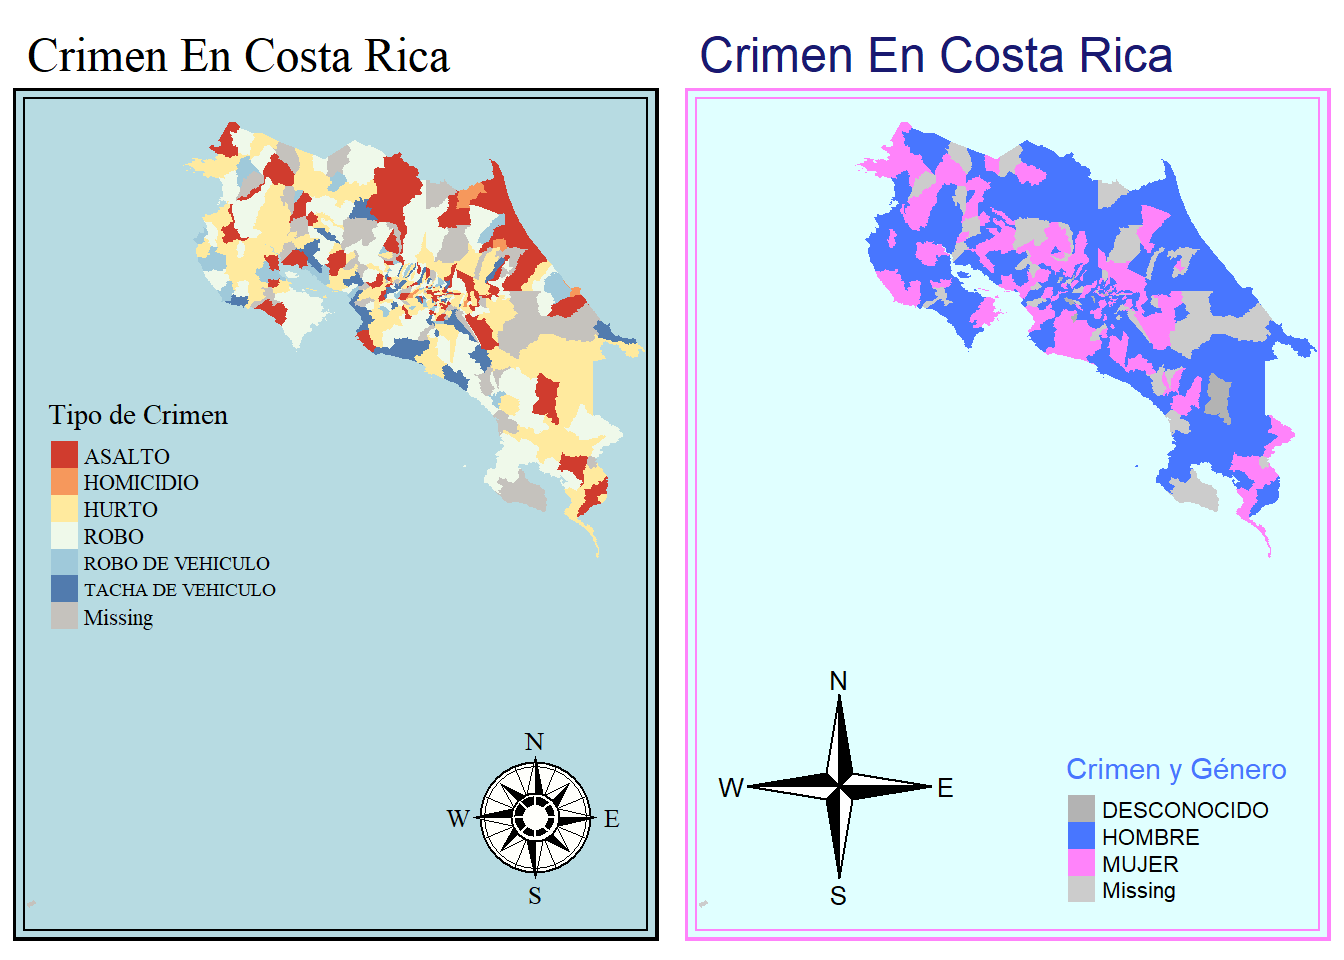 Crimen En Costa Rica
Tipo de Crimen
ASALTO
HOMICIDIO
HURTO
ROBO
ROBO DE VEHICULO
TACHA DE VEHICULO
Missing
N
W
E
S
Crimen En Costa Rica
N
W
E
S
Crimen y Género
DESCONOCIDO
HOMBRE
MUJER
Missing